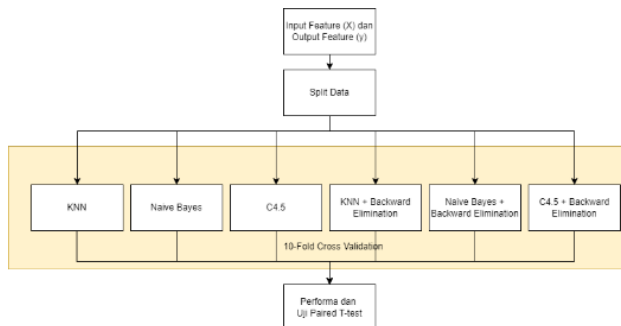 Input Feature (X) dan
Output Feature (y)
Split Data
KNN
Naive Bayes
C4.5
KNN + Backward
Elimination
Naive Bayes +
Backward Elimination
C4.5 + Backward
Elimination
10-Fold Cross Validation
Performa dan
Uji Paired T-test